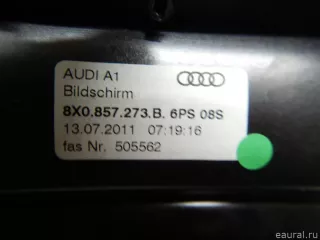 AUDI A1
Bildschirm
8X0.857.273.B. 6PS 08S
13.07.2011 07:19:16
fas Nr. 505562
© eaural.ru